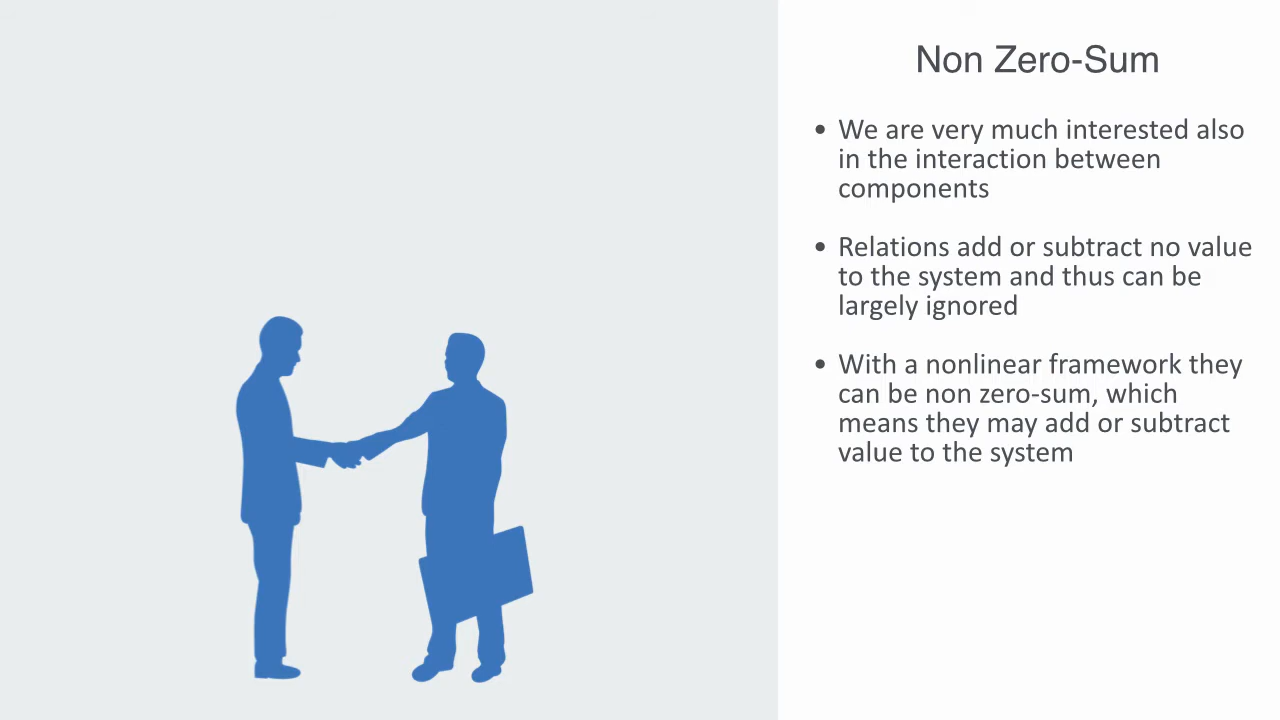 Non Zero-Sum
• We are very much interested also
in the interaction between
components
• Relations add or subtract no value
to the system and thus can be
largely ignored
• With a nonlinear framework they
can be non zero-sum, which
means they may add or subtract
value to the system